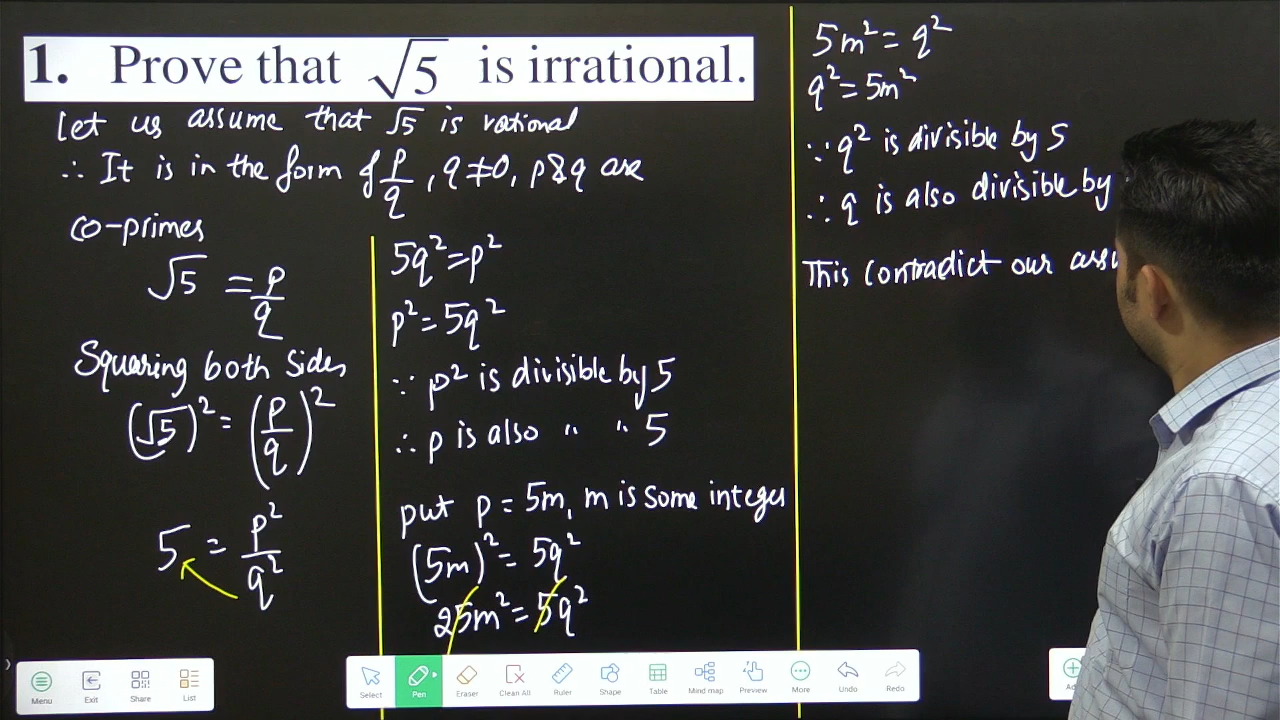 1. Prove that √5 is irrational.
Let us assume that √5 is rational
∴ It is in the form of p/q, q≠0, p & q are
co-primes
√5 = p/q
Squaring both sides
(√5)² = (p/q)²
5 = p²/q²
5q² = p²
p² = 5q²
∵ p² is divisible by 5
∴ p is also " " 5
put p = 5m, m is some integer
(5m)² = 5q²
25m² = 5q²
5m² = q²
q² = 5m²
∵ q² is divisible by 5
∴ q is also divisible by
This contradict our
Menu
Exit
Share
List
Select
Pen
Eraser
Clean All
Ruler
Shape
Table
Mind map
Preview
More
Undo
Redo